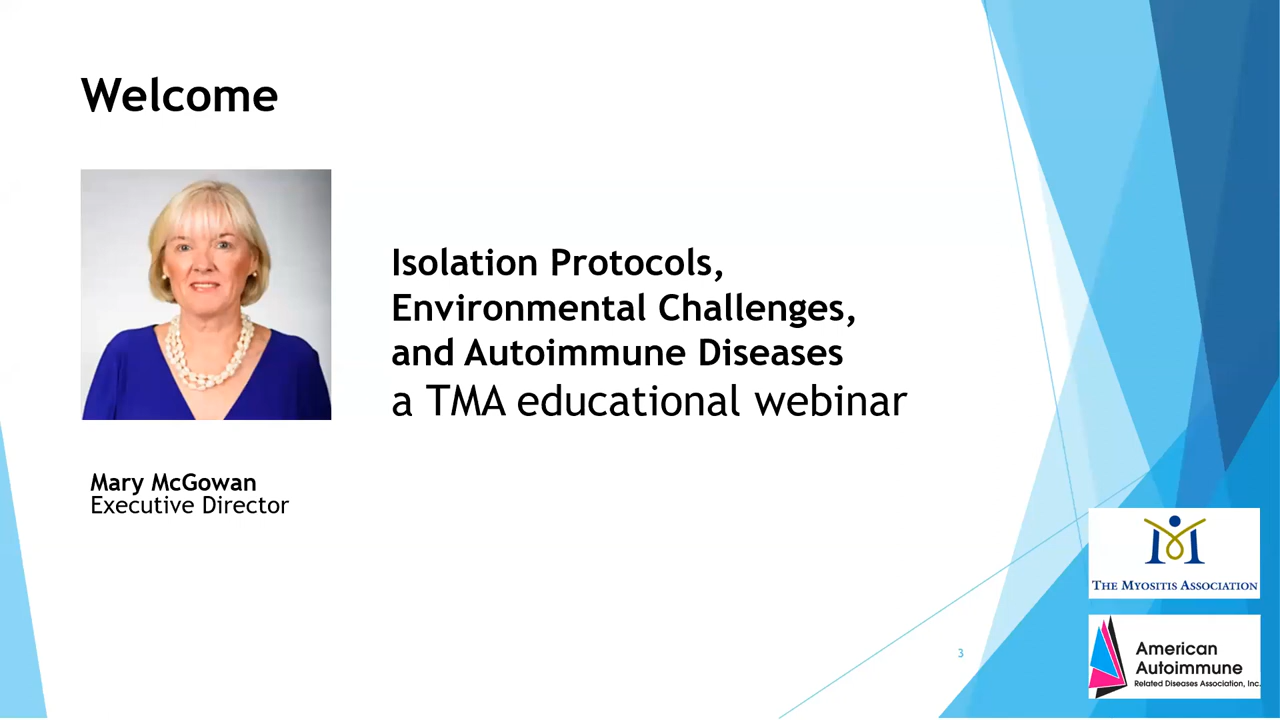 Welcome
Isolation Protocols,
Environmental Challenges,
and Autoimmune Diseases
a TMA educational webinar
Mary McGowan
Executive Director
THE MYOSITIS ASSOCIATION
3
American
Autoimmune
Related Diseases Association, Inc.